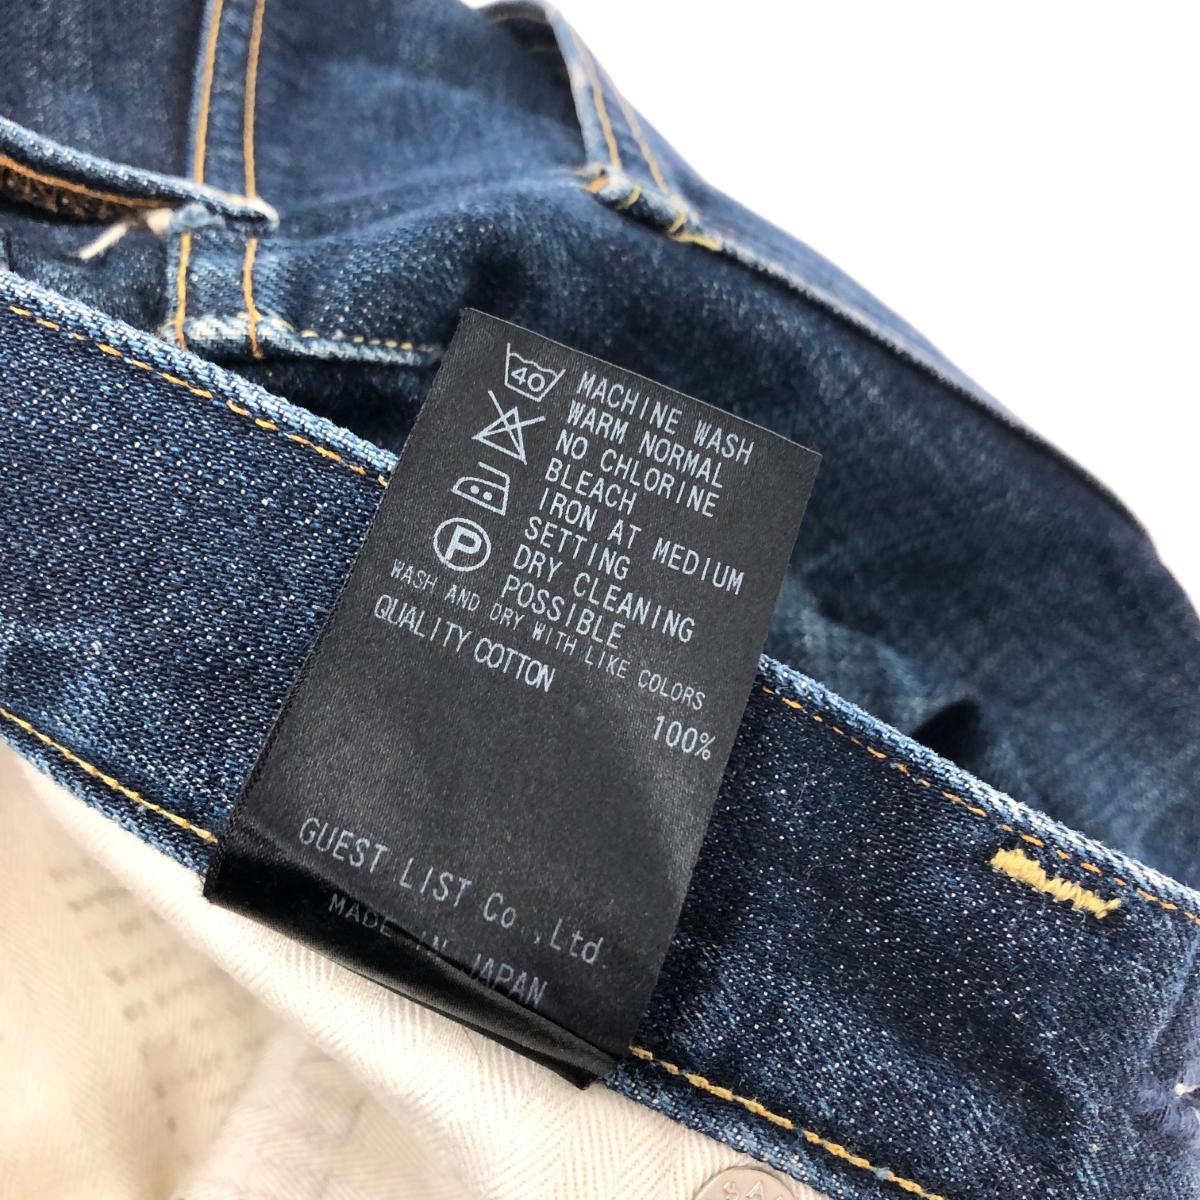 40 MACHINE WASH
WARM NORMAL
NO CHLORINE
BLEACH
IRON AT MEDIUM
SETTING
P DRY CLEANING
POSSIBLE
WASH AND DRY WITH LIKE COLORS
QUALITY COTTON
100%
GUEST LIST Co.,Ltd.
MADE IN JAPAN